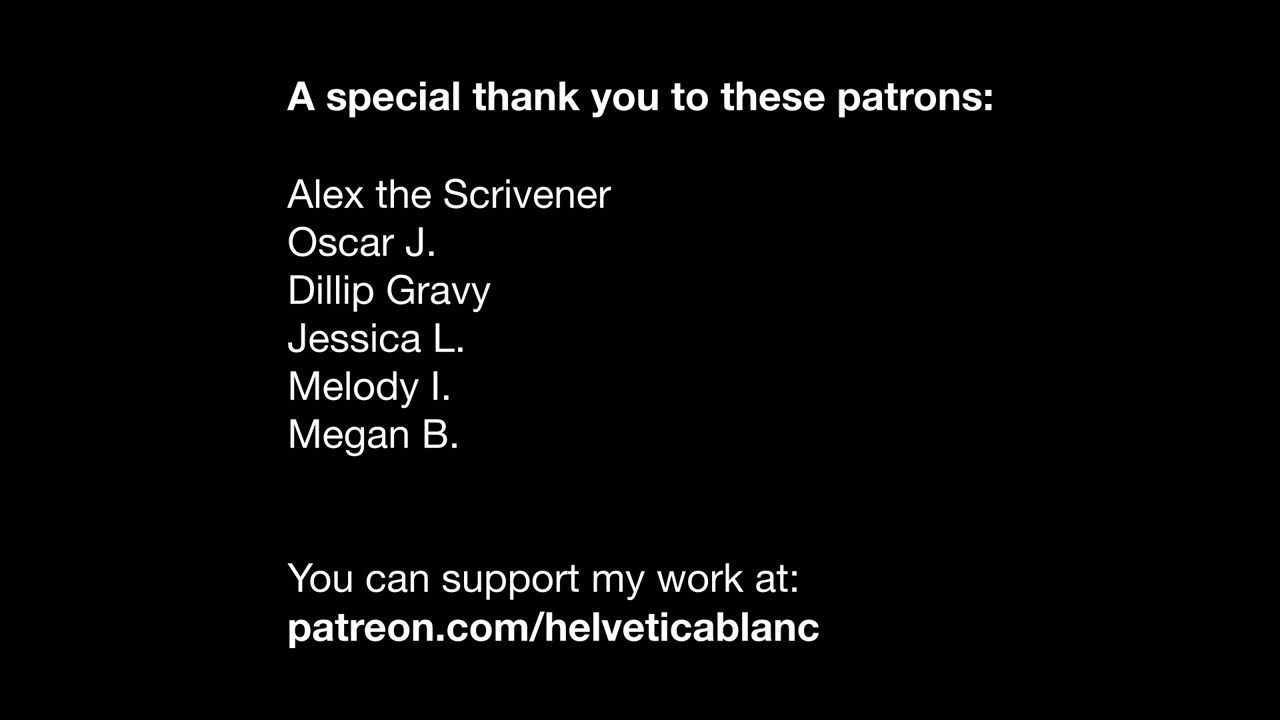 A special thank you to these patrons:
Alex the Scrivener
Oscar J.
Dillip Gravy
Jessica L.
Melody I.
Megan B.
You can support my work at:
patreon.com/helveticablanc